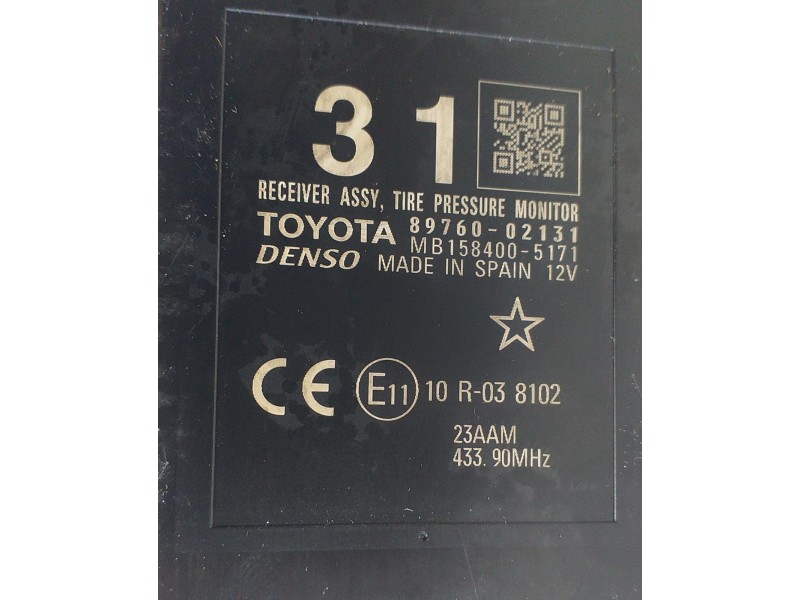 31
RECEIVER ASSY, TIRE PRESSURE MONITOR
TOYOTA 89760-02131
MB158400-5171
DENSO MADE IN SPAIN 12V
CE E11 10 R-03 8102
23AAM
433.90MHz